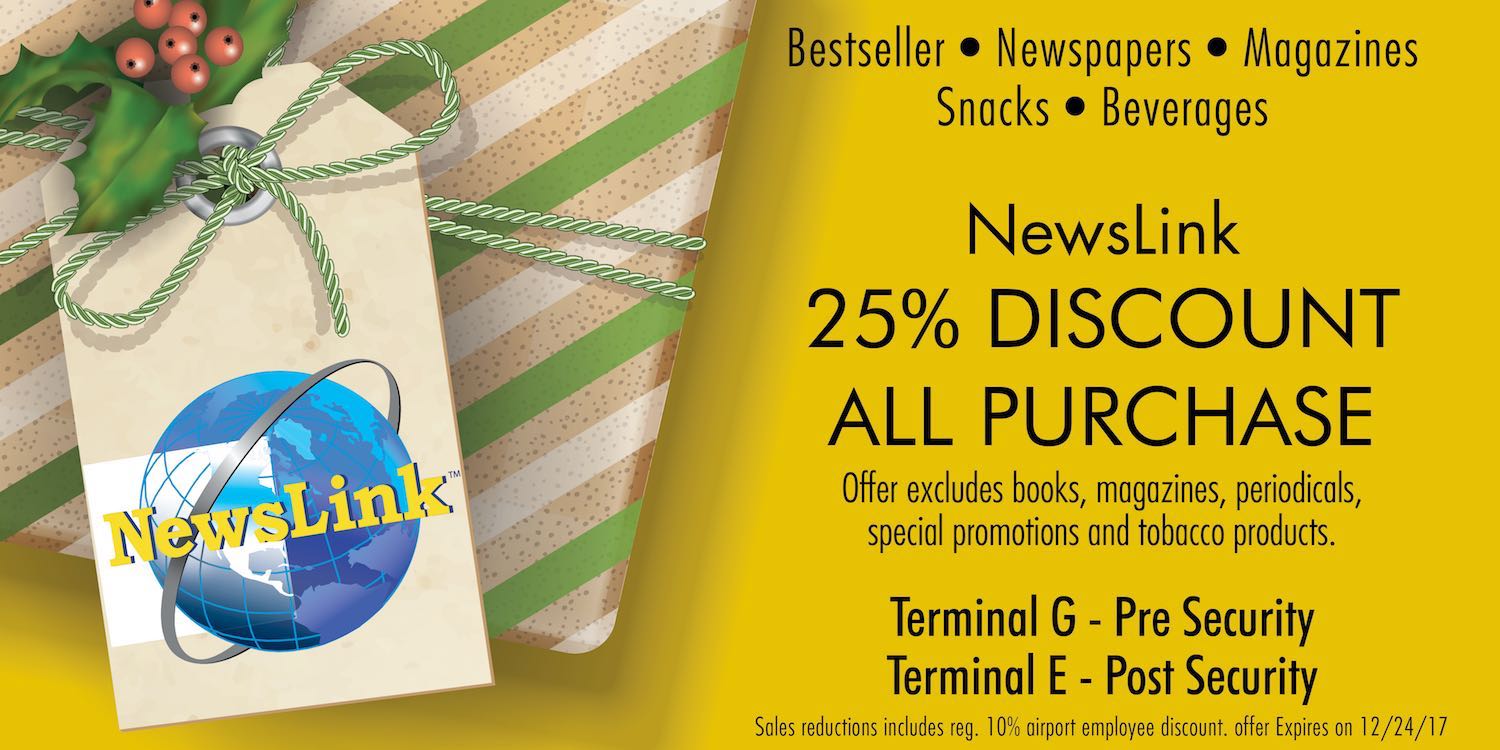 Bestseller • Newspapers • Magazines
Snacks • Beverages
NewsLink
25% DISCOUNT
ALL PURCHASE
Offer excludes books, magazines, periodicals,
special promotions and tobacco products.
Terminal G - Pre Security
Terminal E - Post Security
Sales reductions includes reg. 10% airport employee discount. offer Expires on 12/24/17
NewsLink™